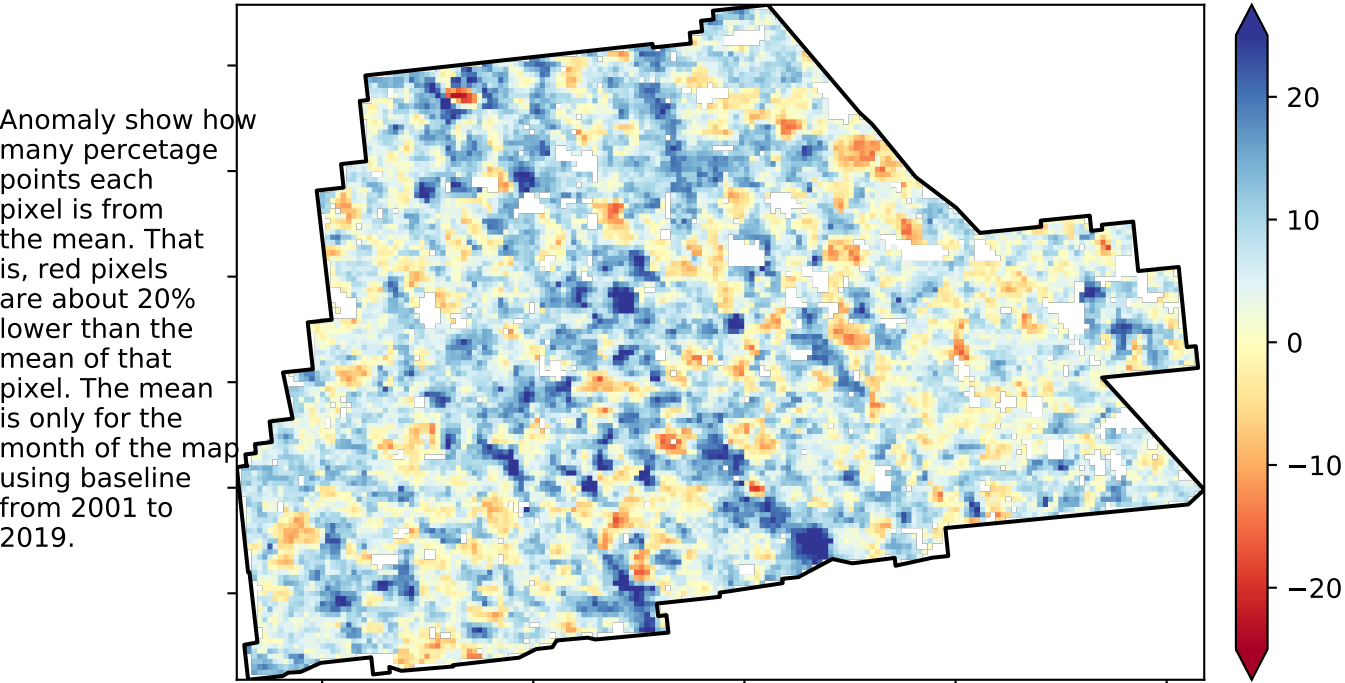 Anomaly show how
many percetage
points each
pixel is from
the mean. That
is, red pixels
are about 20%
lower than the
mean of that
pixel. The mean
is only for the
month of the map
using baseline
from 2001 to
2019.
20
10
0
−10
−20